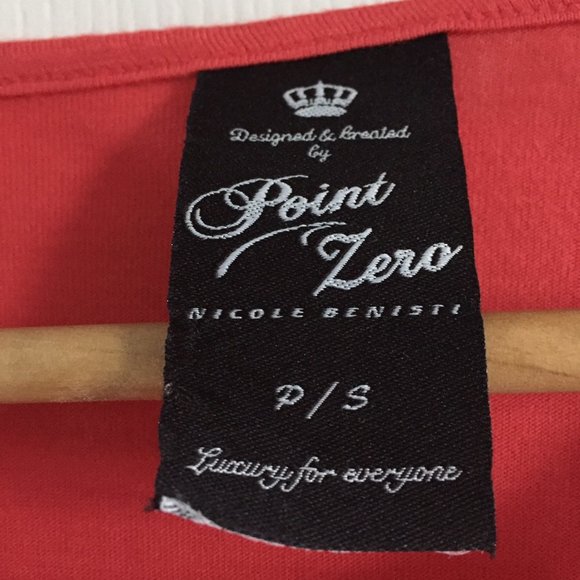 Designed & Created
by
Point
Zero
NICOLE BENISTI
P/S
Luxury for everyone